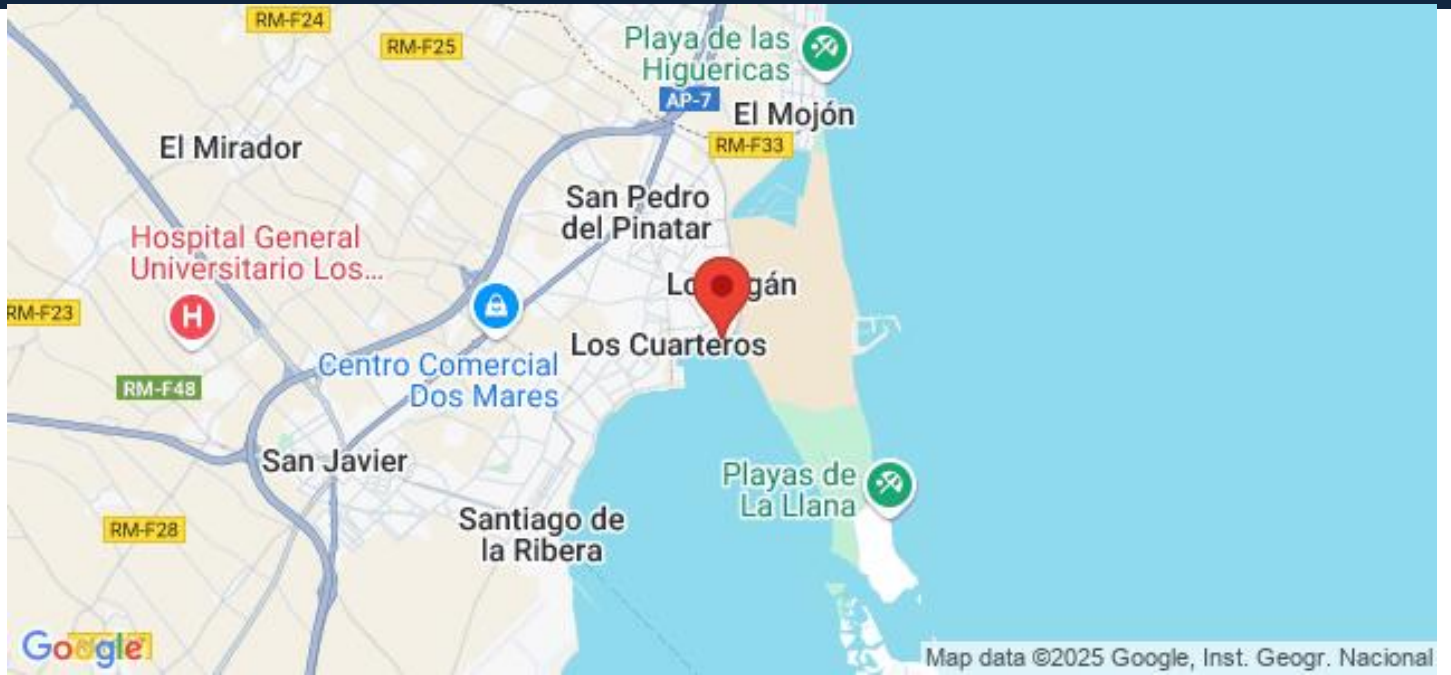 RM-F24
RM-F25
Playa de las
Higuericas
AP-7
El Mojón
RM-F33
El Mirador
San Pedro
del Pinatar
Hospital General
Universitario Los...
H
Lo gán
RM-F23
Los Cuarteros
Centro Comercial
Dos Mares
RM-F48
San Javier
Playas de
La Llana
RM-F28
Santiago de
la Ribera
Google
Map data ©2025 Google, Inst. Geogr. Nacional